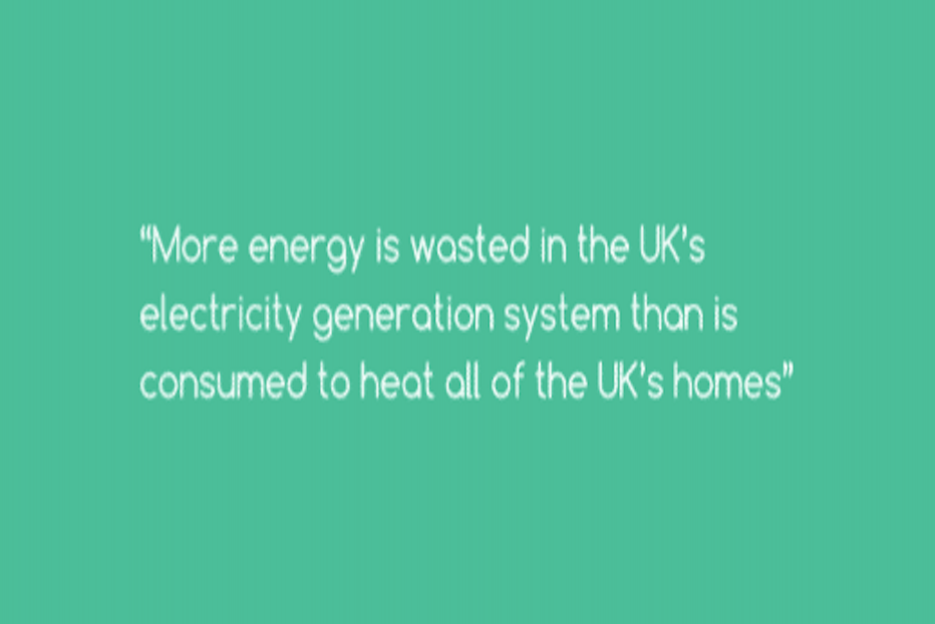 “More energy is wasted in the UK’s
electricity generation system than is
consumed to heat all of the UK’s homes”